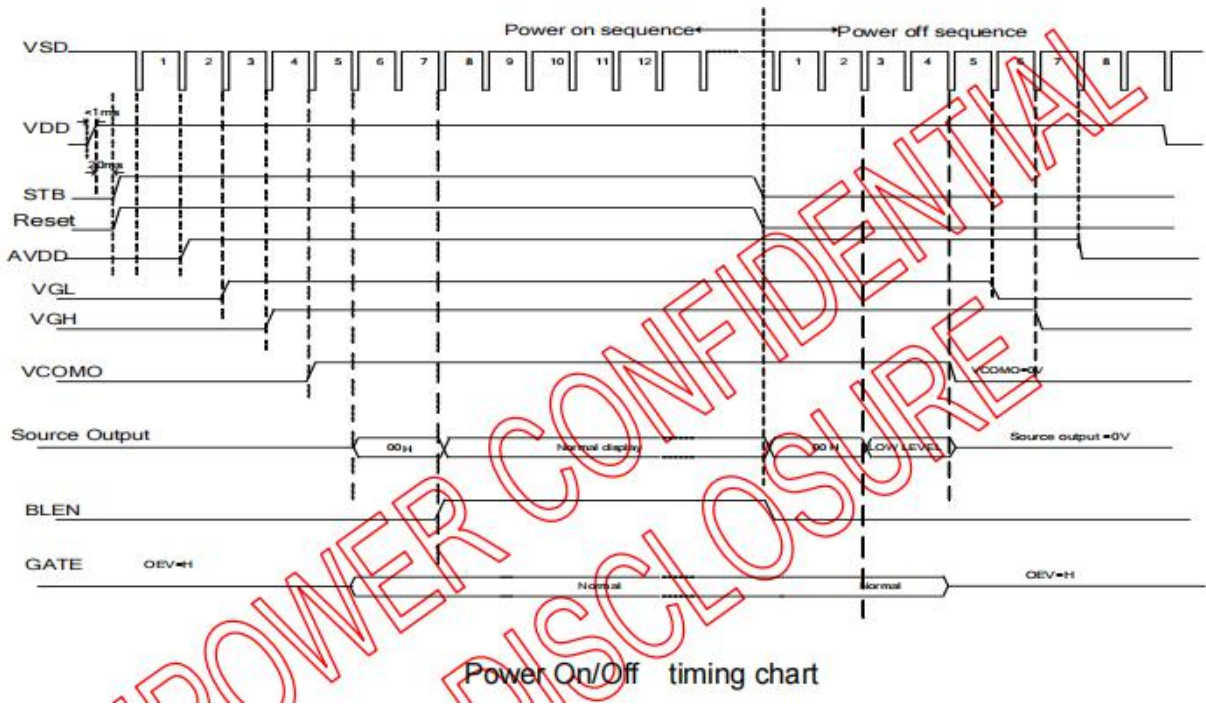 Power on sequence Power off sequence
VSD
1 2 3 4 5 6 7 8 9 10 11 12 1 2 3 4 5 6 7 8
<1ms
VDD
20ms
STB
Reset
AVDD
VGL
VGH
VCOMO VCOMO=0V
Source Output 00H Normal display 00 H LOW LEVEL Source output =0V
BLEN
GATE OEV=H Normal Normal OEV=H
Power On/Off timing chart
POWER CONFIDENTIAL
DISCLOSURE